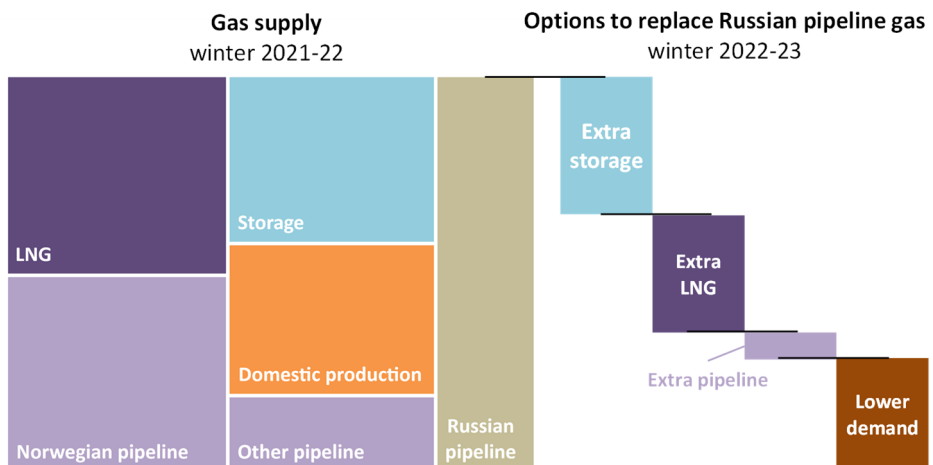 Gas supply
winter 2021-22
Options to replace Russian pipeline gas
winter 2022-23
LNG
Norwegian pipeline
Storage
Domestic production
Other pipeline
Russian
pipeline
Extra
storage
Extra
LNG
Extra pipeline
Lower
demand